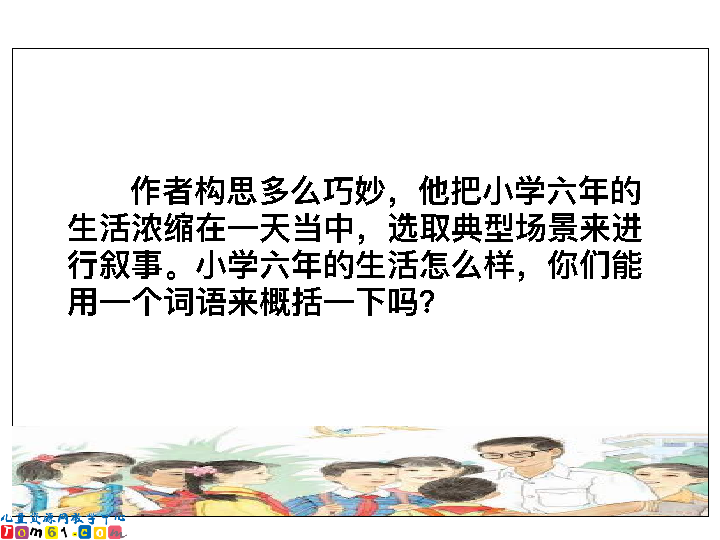 作者构思多么巧妙，他把小学六年的
生活浓缩在一天当中，选取典型场景来进
行叙事。小学六年的生活怎么样，你们能
用一个词语来概括一下吗？
儿童资源网教学中心
Tom61.com